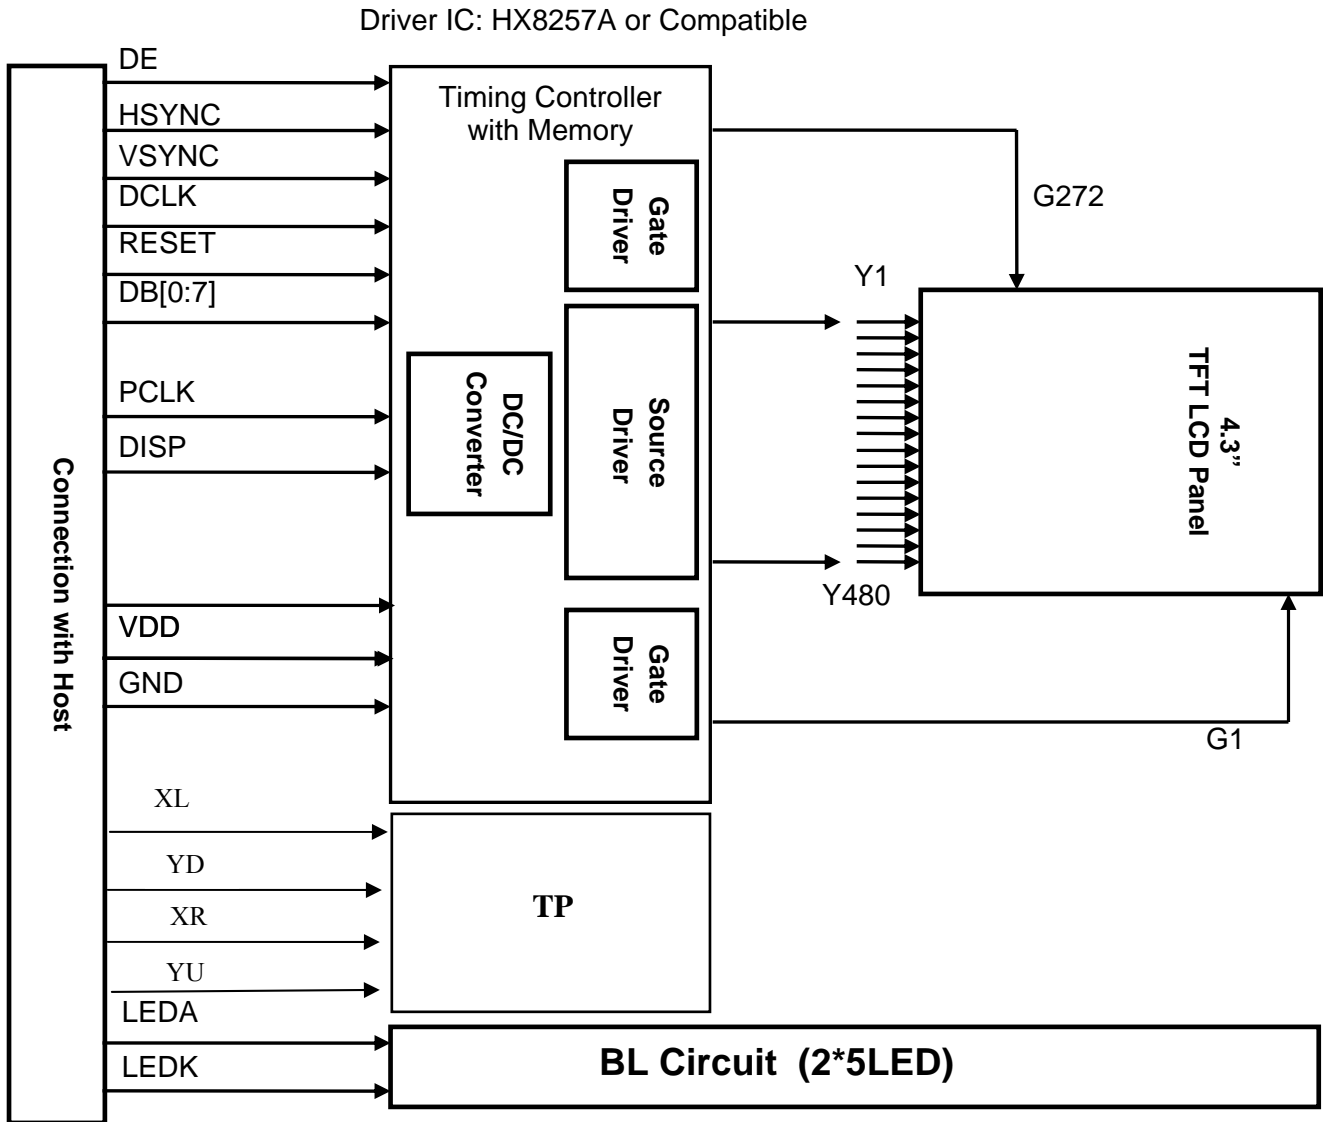 Driver IC: HX8257A or Compatible
DE
HSYNC
VSYNC
DCLK
RESET
DB[0:7]
PCLK
DISP
VDD
GND
XL
YD
XR
YU
LEDA
LEDK
Connection with Host
Timing Controller
with Memory
Gate
Driver
DC/DC
Converter
Source
Driver
Gate
Driver
G272
Y1
Y480
G1
4.3”
TFT LCD Panel
TP
BL Circuit (2*5LED)